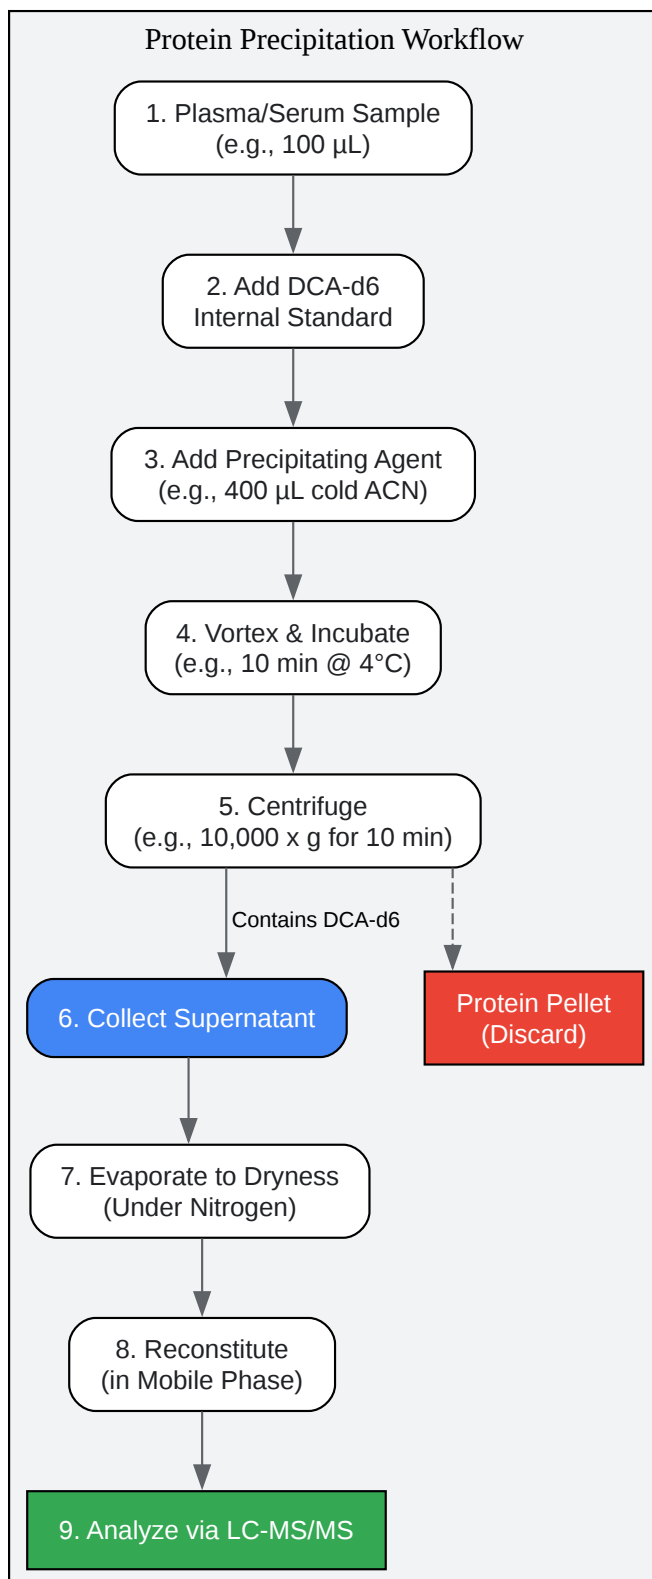 Protein Precipitation Workflow
1. Plasma/Serum Sample
(e.g., 100 µL)
2. Add DCA-d6
Internal Standard
3. Add Precipitating Agent
(e.g., 400 µL cold ACN)
4. Vortex & Incubate
(e.g., 10 min @ 4°C)
5. Centrifuge
(e.g., 10,000 x g for 10 min)
Contains DCA-d6
6. Collect Supernatant
Protein Pellet
(Discard)
7. Evaporate to Dryness
(Under Nitrogen)
8. Reconstitute
(in Mobile Phase)
9. Analyze via LC-MS/MS